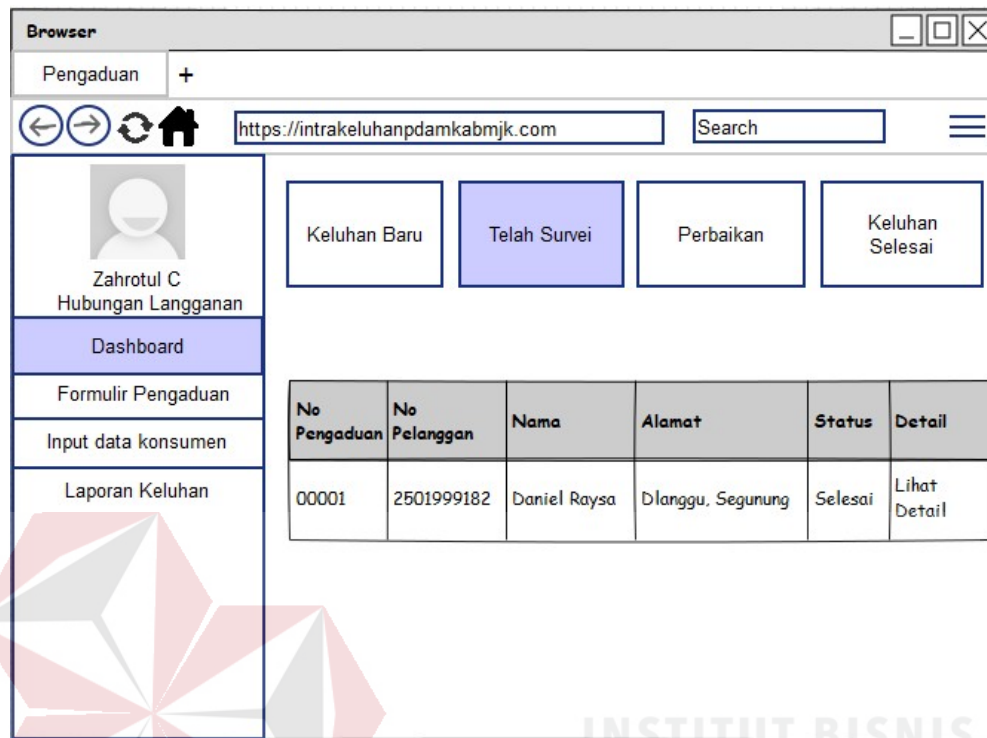 Browser
Pengaduan +
https://intrakeluhanpdamkabmjk.com
Search
Zahrotul C
Hubungan Langganan
Dashboard
Formulir Pengaduan
Input data konsumen
Laporan Keluhan
Keluhan Baru
Telah Survei
Perbaikan
Keluhan
Selesai
No Pengaduan No Pelanggan Nama Alamat Status Detail
00001 2501999182 Daniel Raysa Dlanggu, Segunung Selesai Lihat Detail
INSTITUT BISNIS